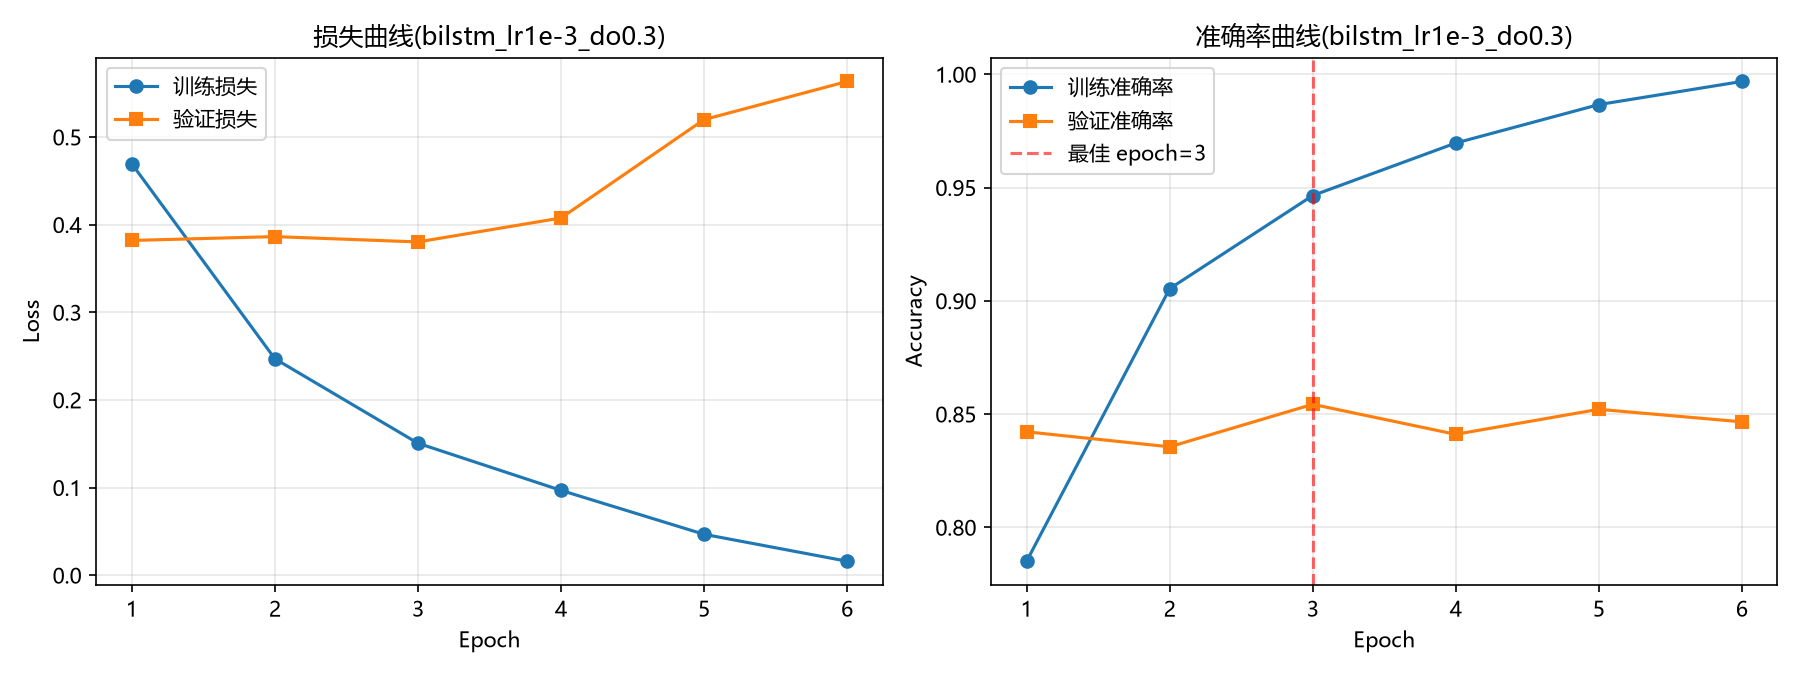 损失曲线(bilstm_lr1e-3_do0.3)
训练损失
验证损失
0.5
0.4
0.3
0.2
0.1
0.0
Loss
1 2 3 4 5 6
Epoch
准确率曲线(bilstm_lr1e-3_do0.3)
训练准确率
验证准确率
最佳 epoch=3
1.00
0.95
0.90
0.85
0.80
Accuracy
1 2 3 4 5 6
Epoch